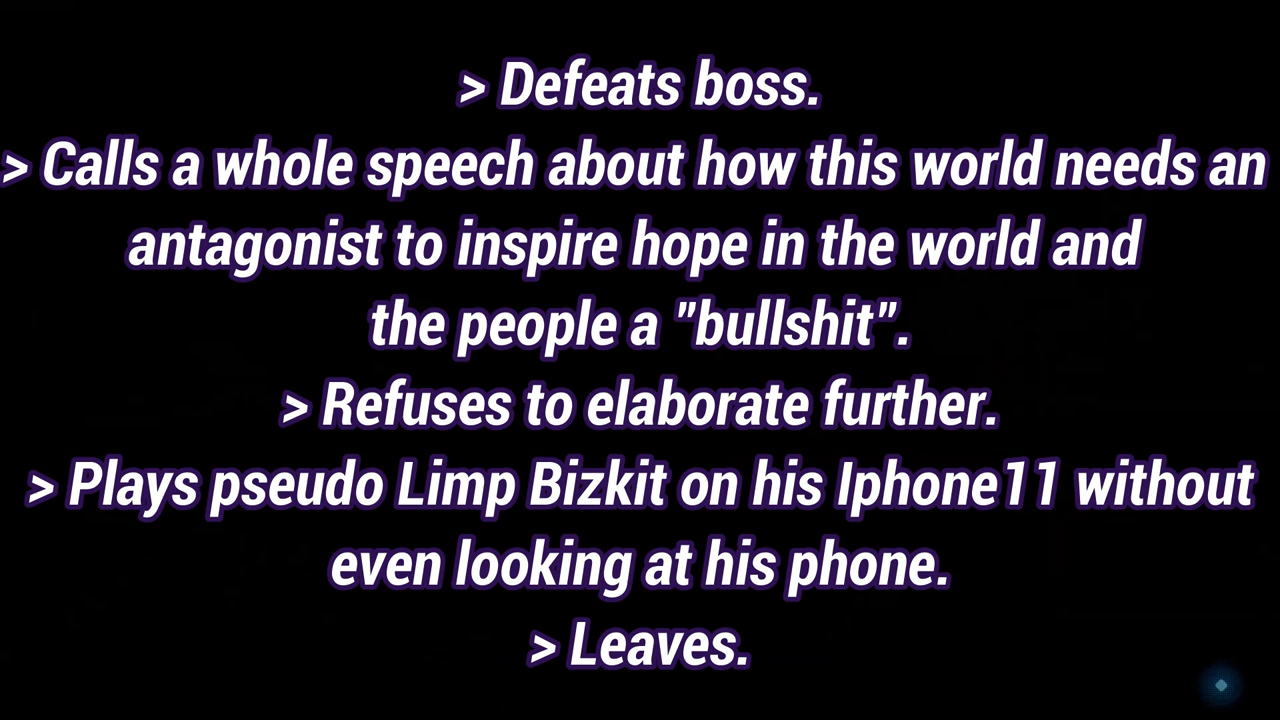 > Defeats boss.
> Calls a whole speech about how this world needs an
antagonist to inspire hope in the world and
the people a "bullshit".
> Refuses to elaborate further.
> Plays pseudo Limp Bizkit on his Iphone11 without
even looking at his phone.
> Leaves.